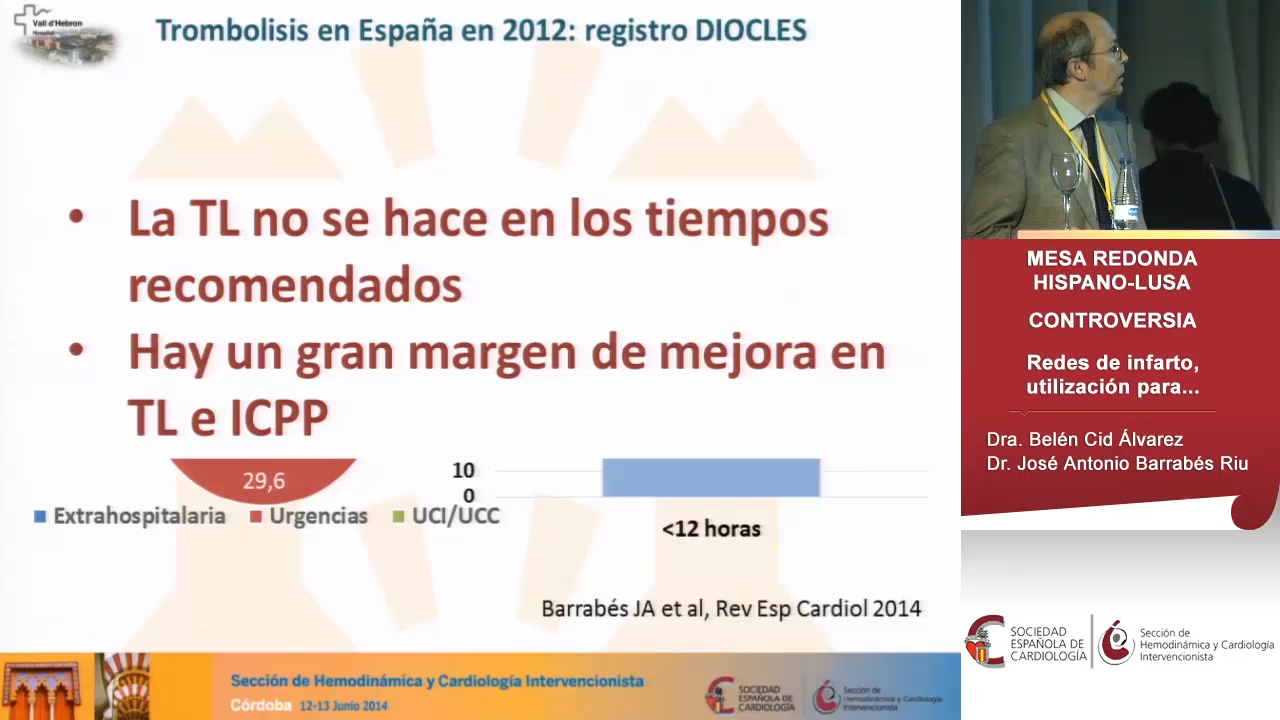 Vall d'Hebron
Hospital
Trombolisis en España en 2012: registro DIOCLES
• La TL no se hace en los tiempos
recomendados
• Hay un gran margen de mejora en
TL e ICPP
29,6
10
0
Extrahospitalaria
Urgencias
UCI/UCC
<12 horas
Barrabés JA et al, Rev Esp Cardiol 2014
Sección de Hemodinámica y Cardiología Intervencionista
Córdoba 12-13 Junio 2014
SOCIEDAD
ESPAÑOLA DE
CARDIOLOGÍA
Sección de
Hemodinámica y Cardiología
Intervencionista
MESA REDONDA
HISPANO-LUSA
CONTROVERSIA
Redes de infarto,
utilización para...
Dra. Belén Cid Álvarez
Dr. José Antonio Barrabés Riu
SOCIEDAD
ESPAÑOLA DE
CARDIOLOGÍA
Sección de
Hemodinámica y Cardiología
Intervencionista